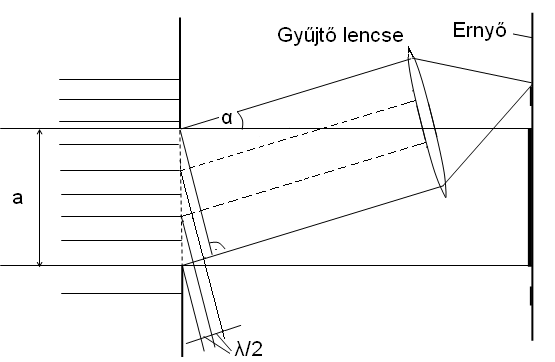 Gyűjtő lencse
Ernyő
α
a
λ/2